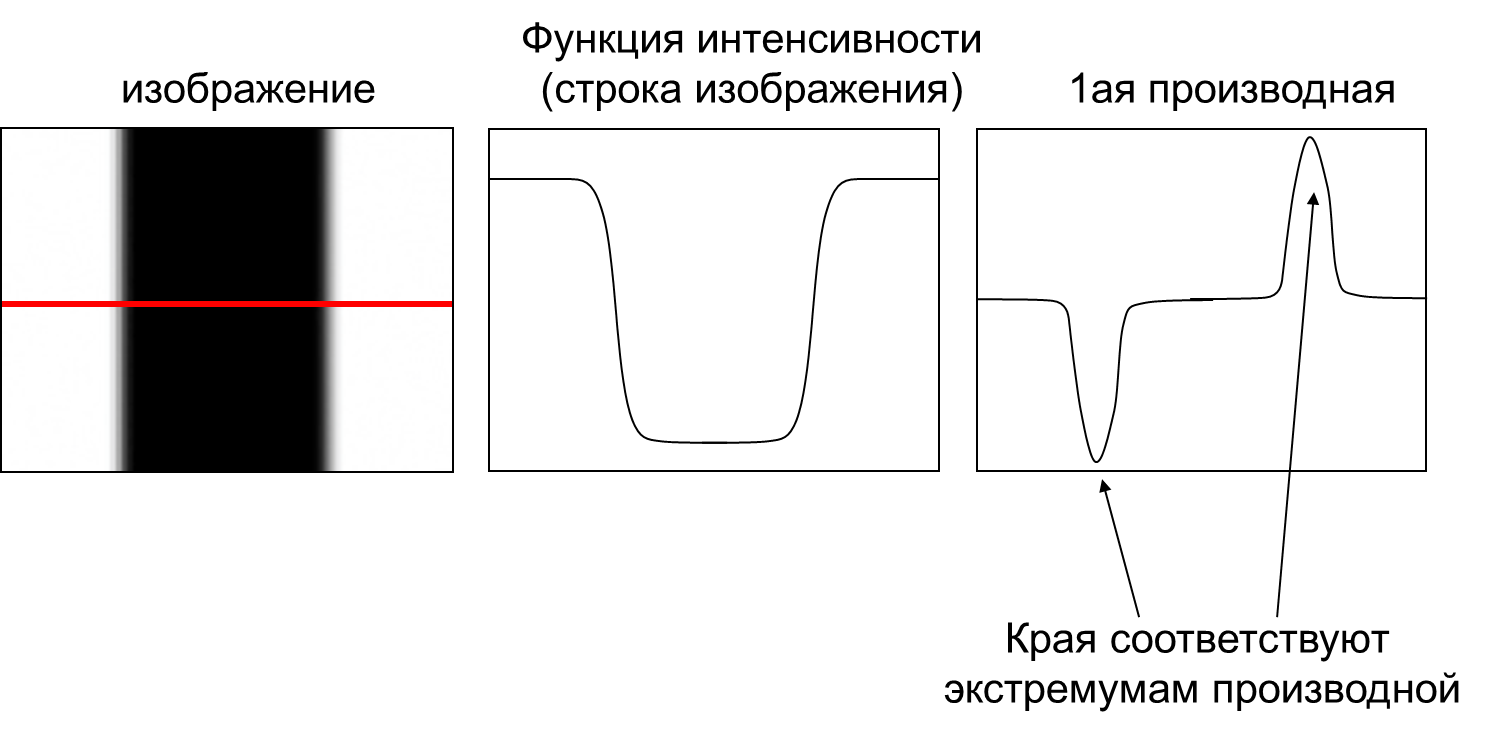 изображение
Функция интенсивности
(строка изображения)
1ая производная
Края соответствуют
экстремумам производной